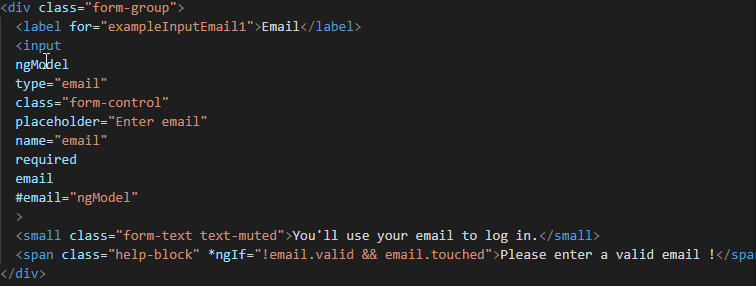 <div class="form-group">
<label for="exampleInputEmail1">Email</label>
<input
ngModel
type="email"
class="form-control"
placeholder="Enter email"
name="email"
required
email
#email="ngModel"
>
<small class="form-text text-muted">You'll use your email to log in.</small>
<span class="help-block" *ngIf="!email.valid && email.touched">Please enter a valid email !</spa
</div>